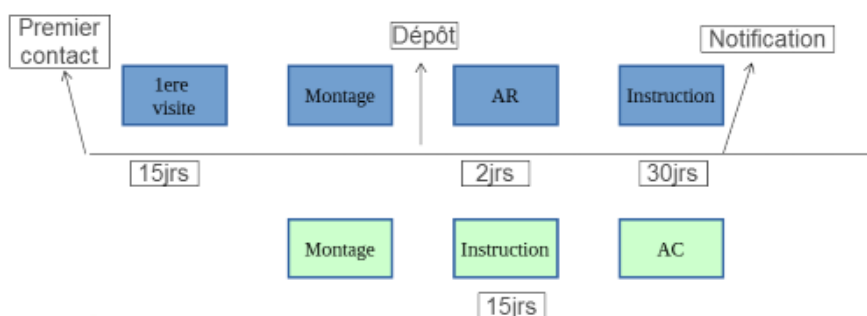 Premier
contact
Dépôt
Notification
1ere
visite
Montage
AR
Instruction
15jrs
2jrs
30jrs
Montage
Instruction
AC
15jrs